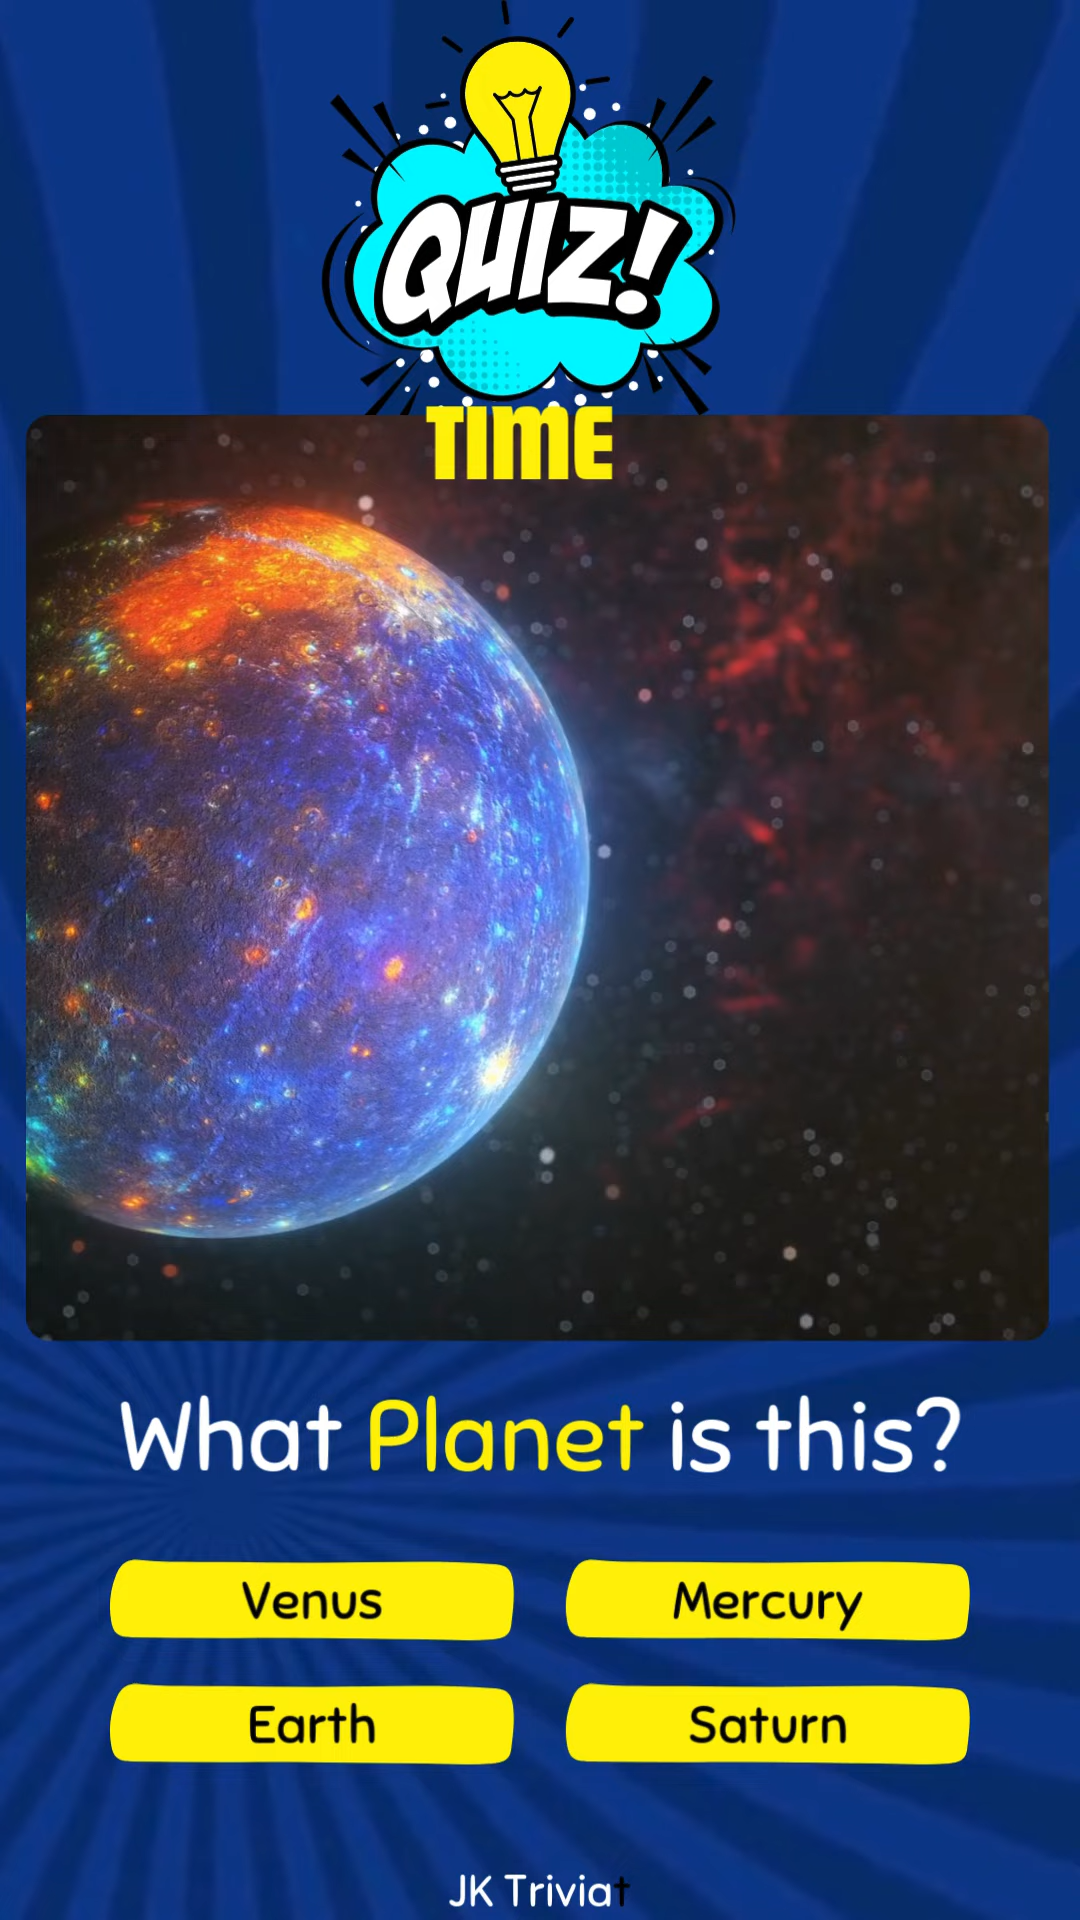 QUIZ!
TIME
What Planet is this?
Venus
Mercury
Earth
Saturn
JK Triviat